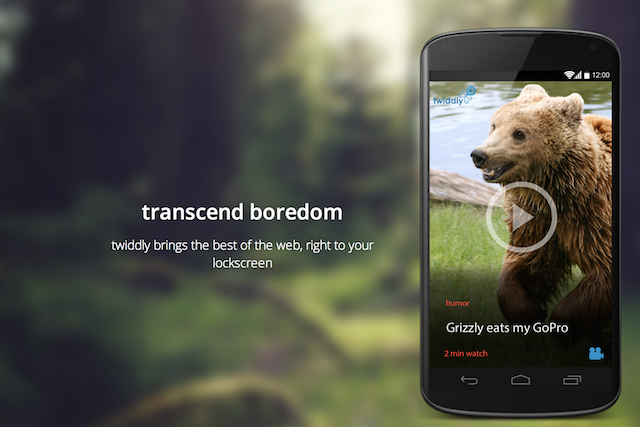 transcend boredom
twiddly brings the best of the web, right to your
lockscreen
12:00
twiddly
humor
Grizzly eats my GoPro
2 min watch